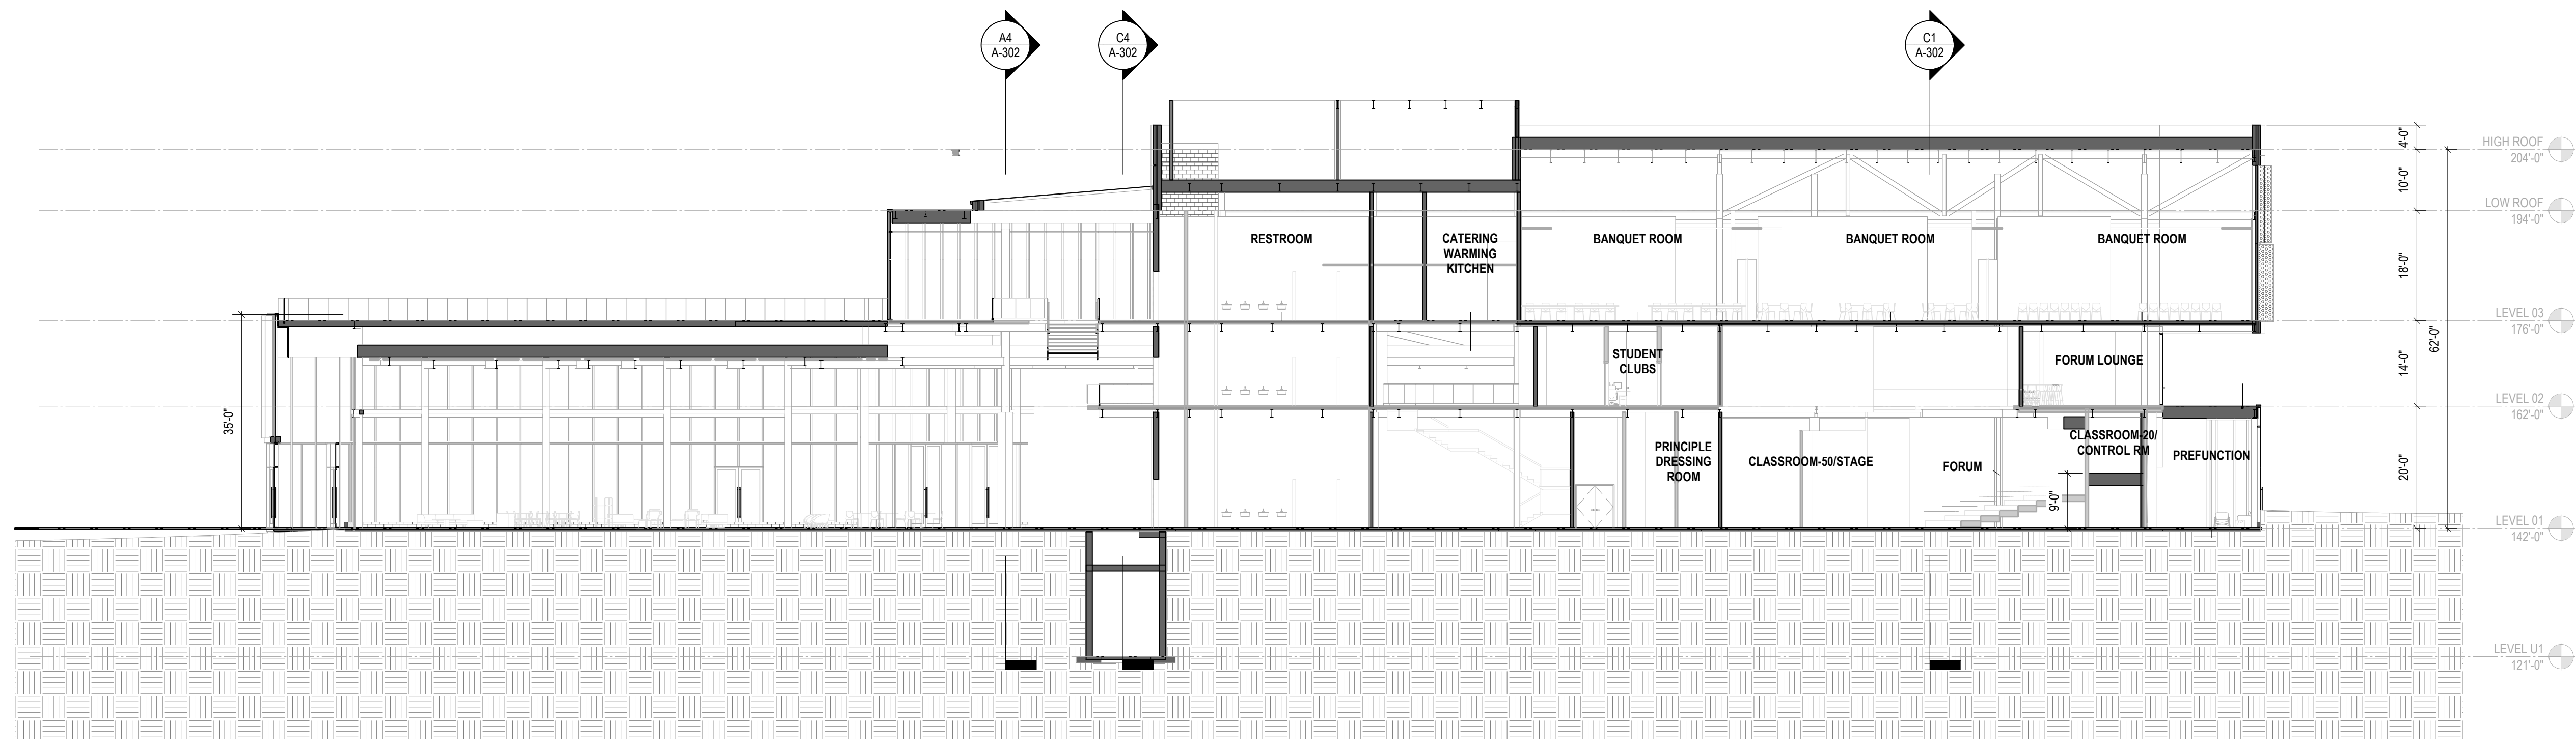 A4
A-302
C4
A-302
C1
A-302
4'-0"
HIGH ROOF
204'-0"
10'-0"
LOW ROOF
194'-0"
RESTROOM
CATERING
WARMING
KITCHEN
BANQUET ROOM
BANQUET ROOM
BANQUET ROOM
18'-0"
LEVEL 03
176'-0"
62'-0"
STUDENT
CLUBS
FORUM LOUNGE
14'-0"
35'-0"
LEVEL 02
162'-0"
PRINCIPLE
DRESSING
ROOM
CLASSROOM-50/STAGE
FORUM
CLASSROOM-20/
CONTROL RM
PREFUNCTION
20'-0"
9'-0"
LEVEL 01
142'-0"
LEVEL U1
121'-0"